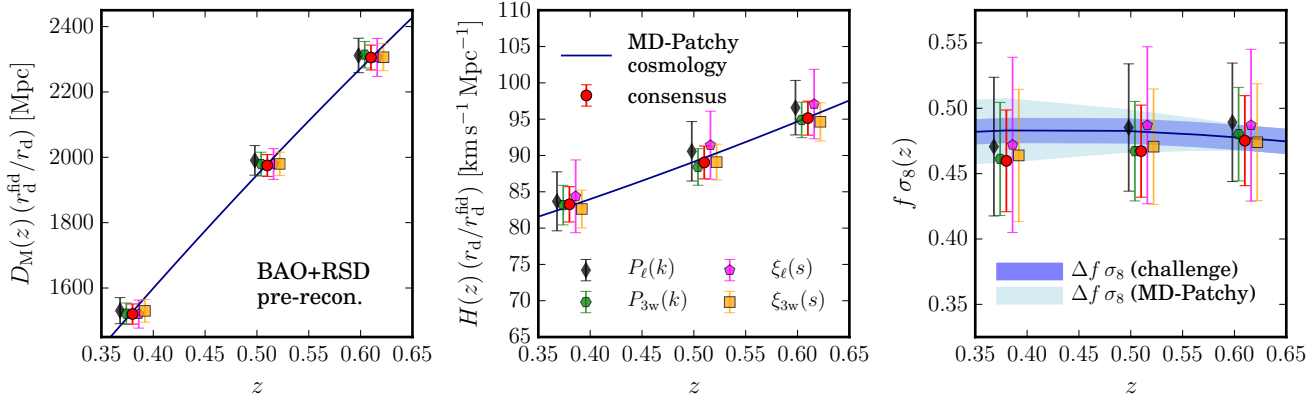 2400
2200
2000
1800
1600
0.35 0.40 0.45 0.50 0.55 0.60 0.65
z
D_M(z) (r_d^fid/r_d) [Mpc]
BAO+RSD
pre-recon.
110
105
100
95
90
85
80
75
70
65
0.35 0.40 0.45 0.50 0.55 0.60 0.65
z
H(z) (r_d/r_d^fid) [km s⁻¹ Mpc⁻¹]
MD-Patchy
cosmology
consensus
P_ℓ(k)
P_3w(k)
ξ_ℓ(s)
ξ_3w(s)
0.55
0.50
0.45
0.40
0.35
0.35 0.40 0.45 0.50 0.55 0.60 0.65
z
f σ_8(z)
Δf σ_8 (challenge)
Δf σ_8 (MD-Patchy)